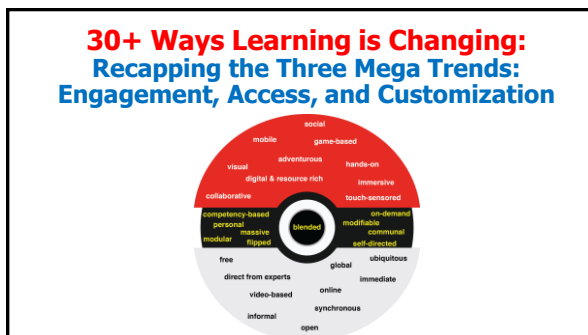 30+ Ways Learning is Changing:
Recapping the Three Mega Trends:
Engagement, Access, and Customization
social
mobile
game-based
adventurous
visual
hands-on
digital & resource rich
immersive
collaborative
touch-sensored
competency-based
on-demand
personal
modifiable
massive
blended
communal
modular
flipped
self-directed
free
ubiquitous
global
direct from experts
immediate
online
video-based
synchronous
informal
open